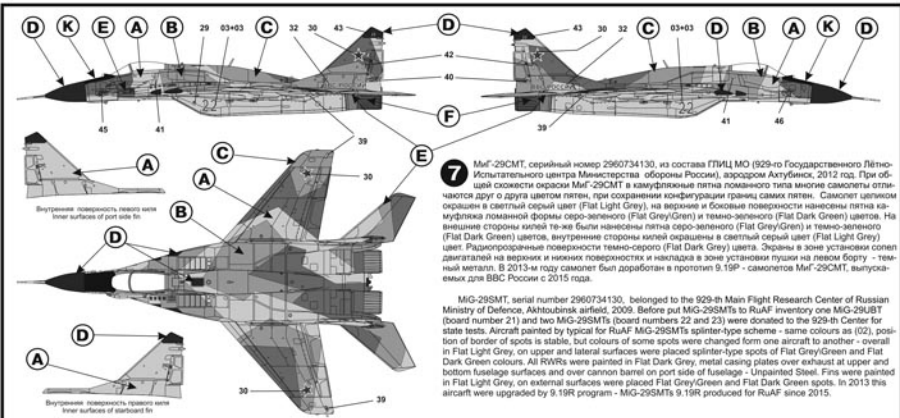 D K E A B 29 03+03 C 32 30 43 D 43 30 32 C 03+03 D B A K D
42
40
22 ВВС РОССИИ ВВС РОССИИ 22
F
45 41 39 39 41 46
C E
A
A
B
30
Внутренняя поверхность левого киля
Inner surfaces of port side fin
D
D
A
30 39
Внутренняя поверхность правого киля
Inner surfaces of starboard fin
7
МиГ-29СМТ, серийный номер 2960734130, из состава ГЛИЦ МО (929-го Государственного Лётно-
Испытательного центра Министерства обороны России), аэродром Ахтубинск, 2012 год. При об-
щей схожести окраски МиГ-29СМТ в камуфляжные пятна ломанного типа многие самолеты отли-
чаются друг о друга цветом пятен, при сохранении конфигурации границ самих пятен. Самолет целиком
окрашен в светлый серый цвет (Flat Light Grey), на верхние и боковые поверхности нанесены пятна ка-
муфляжа ломанной формы серо-зеленого (Flat Grey\Gren) и темно-зеленого (Flat Dark Green) цветов. На
внешние стороны килей те-же были нанесены пятна серо-зеленого (Flat Grey\Gren) и темно-зеленого
(Flat Dark Green) цветов, внутренние стороны килей окрашены в светлый серый цвет (Flat Light Grey)
цвет. Радиопрозрачные поверхности темно-серого (Flat Dark Grey) цвета. Экраны в зоне установки сопел
двигаталей на верхних и нижних поверхностях и накладка в зоне установки пушки на левом борту - тем-
ный металл. В 2013-м году самолет был доработан в прототип 9.19Р - самолетов МиГ-29СМТ, выпуска-
емых для ВВС России с 2015 года.
MiG-29SMT, serial number 2960734130, belonged to the 929-th Main Flight Research Center of Russian
Ministry of Defence, Akhtoubinsk airfield, 2009. Before put MiG-29SMTs to RuAF inventory one MiG-29UBT
(board number 21) and two MiG-29SMTs (board numbers 22 and 23) were donated to the 929-th Center for
state tests. Aircraft painted by typical for RuAF MiG-29SMTs splinter-type scheme - same colours as (02), posi-
tion of border of spots is stable, but colours of some spots were changed form one aircraft to another - overall
in Flat Light Grey, on upper and lateral surfaces were placed splinter-type spots of Flat Grey\Green and Flat
Dark Green colours. All RWRs were painted in Flat Dark Grey, metal casing plates over exhaust at upper and
bottom fuselage surfaces and over cannon barrel on port side of fuselage - Unpainted Steel. Fins were painted
in Flat Light Grey, on external surfaces were placed Flat Grey\Green and Flat Dark Green spots. In 2013 this
aircarft were upgraded by 9.19R program - MiG-29SMTs 9.19R produced for RuAF since 2015.